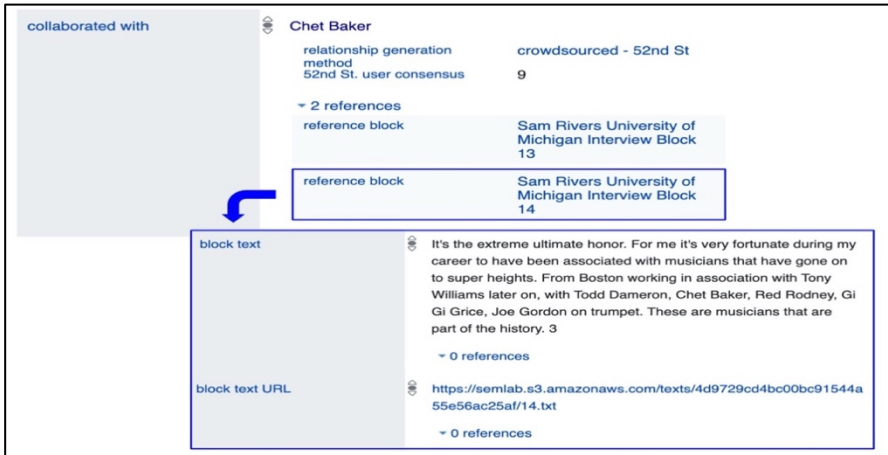 collaborated with
Chet Baker
relationship generation
method
crowdsourced - 52nd St
52nd St. user consensus
9
2 references
reference block
Sam Rivers University of
Michigan Interview Block
13
reference block
Sam Rivers University of
Michigan Interview Block
14
block text
It's the extreme ultimate honor. For me it's very fortunate during my
career to have been associated with musicians that have gone on
to super heights. From Boston working in association with Tony
Williams later on, with Todd Dameron, Chet Baker, Red Rodney, Gi
Gi Grice, Joe Gordon on trumpet. These are musicians that are
part of the history. 3
0 references
block text URL
https://semlab.s3.amazonaws.com/texts/4d9729cd4bc00bc91544a
55e56ac25af/14.txt
0 references